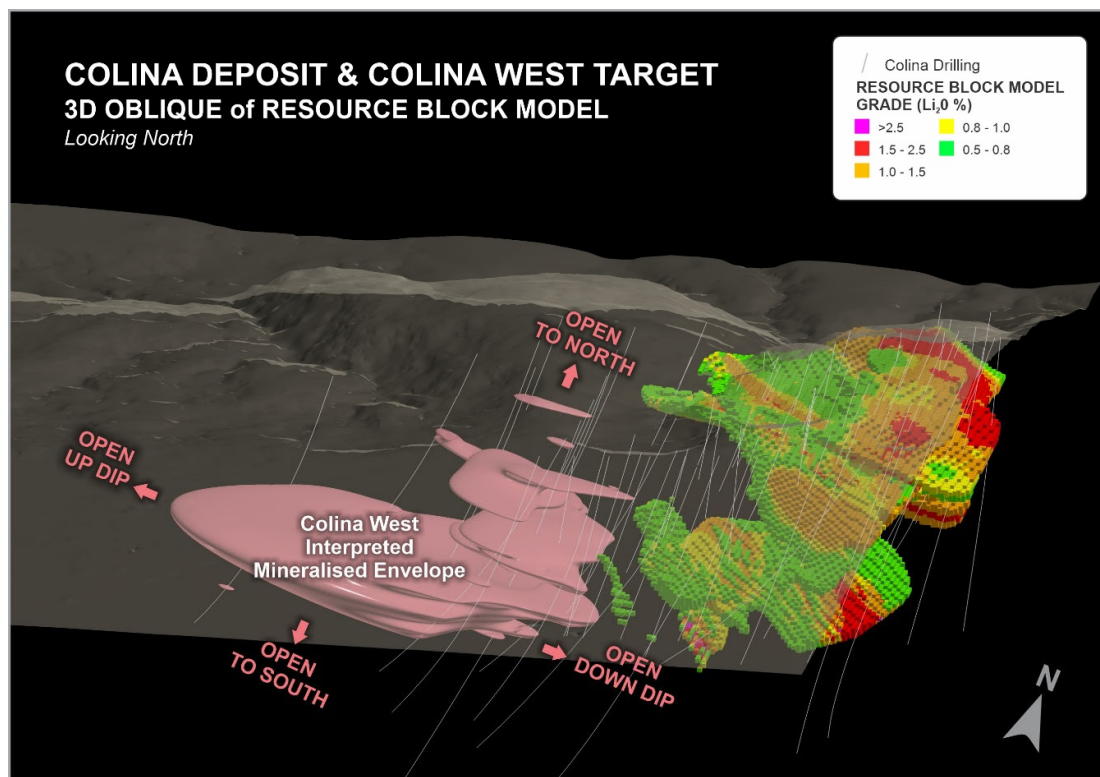 COLINA DEPOSIT & COLINA WEST TARGET
3D OBLIQUE of RESOURCE BLOCK MODEL
Looking North
Colina Drilling
RESOURCE BLOCK MODEL
GRADE (Li₂0 %)
>2.5
0.8 - 1.0
1.5 - 2.5
0.5 - 0.8
1.0 - 1.5
OPEN
TO NORTH
OPEN
UP DIP
Colina West
Interpreted
Mineralised Envelope
OPEN
TO SOUTH
OPEN
DOWN DIP
N